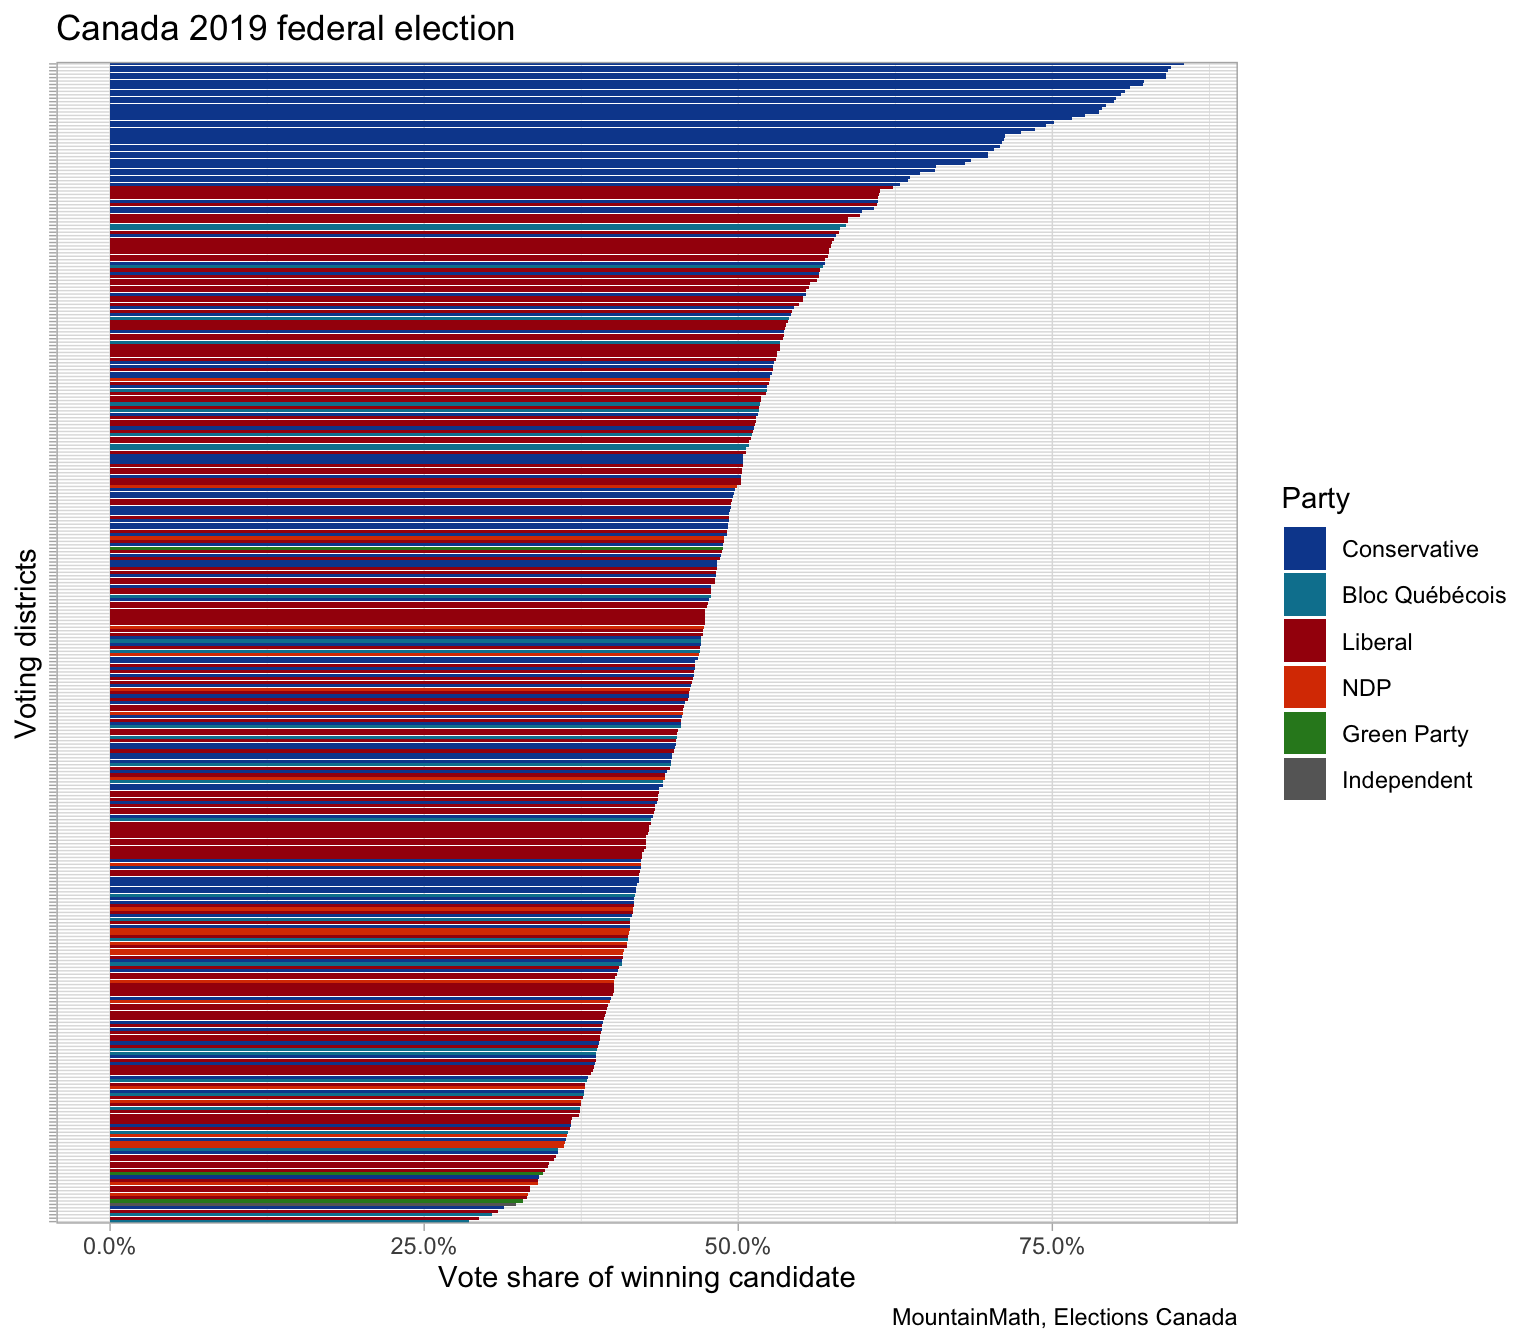 Canada 2019 federal election
Voting districts
Party
Conservative
Bloc Québécois
Liberal
NDP
Green Party
Independent
0.0%
25.0%
50.0%
75.0%
Vote share of winning candidate
MountainMath, Elections Canada